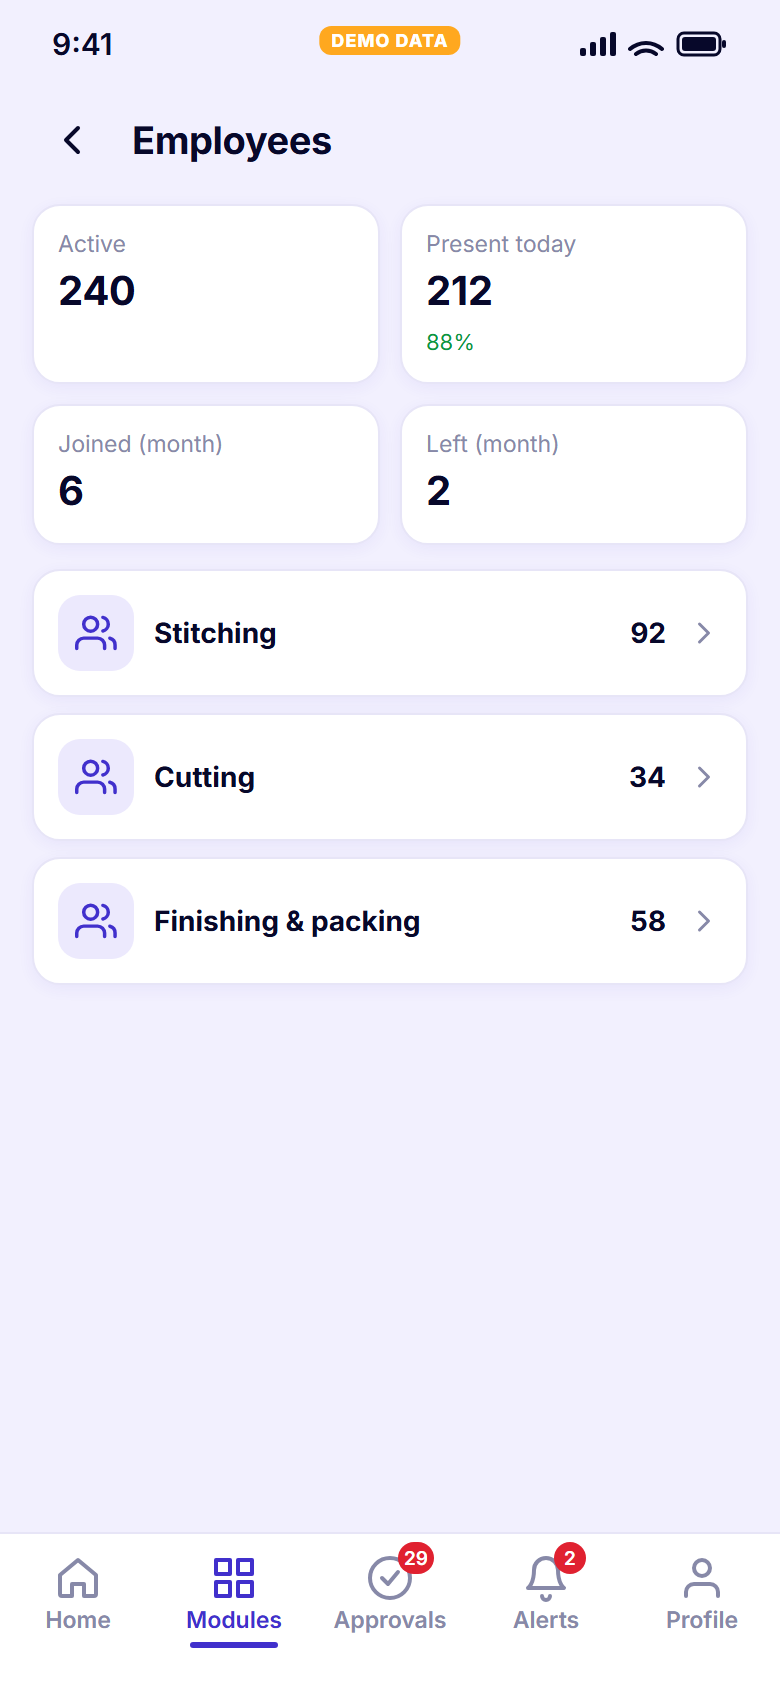 9:41
DEMO DATA
Employees
Active
240
Present today
212
88%
Joined (month)
6
Left (month)
2
Stitching
92
Cutting
34
Finishing & packing
58
29
2
Home
Modules
Approvals
Alerts
Profile